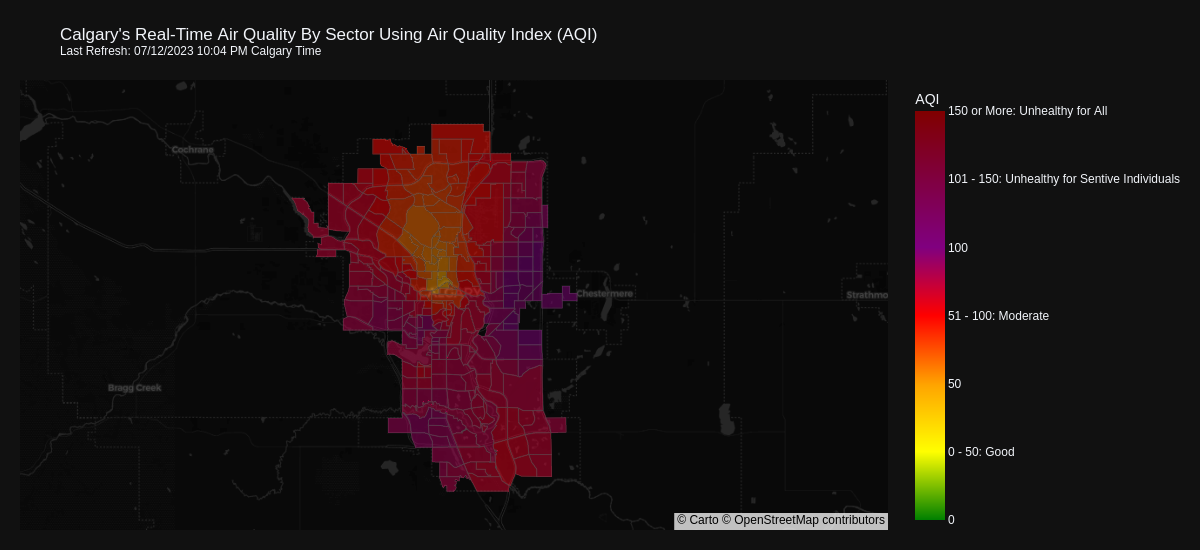 Calgary's Real-Time Air Quality By Sector Using Air Quality Index (AQI)
Last Refresh: 07/12/2023 10:04 PM Calgary Time
AQI
150 or More: Unhealthy for All
101 - 150: Unhealthy for Sentive Individuals
100
51 - 100: Moderate
50
0 - 50: Good
0
Cochrane
CALGARY
Chestermere
Strathmo
Bragg Creek
© Carto © OpenStreetMap contributors